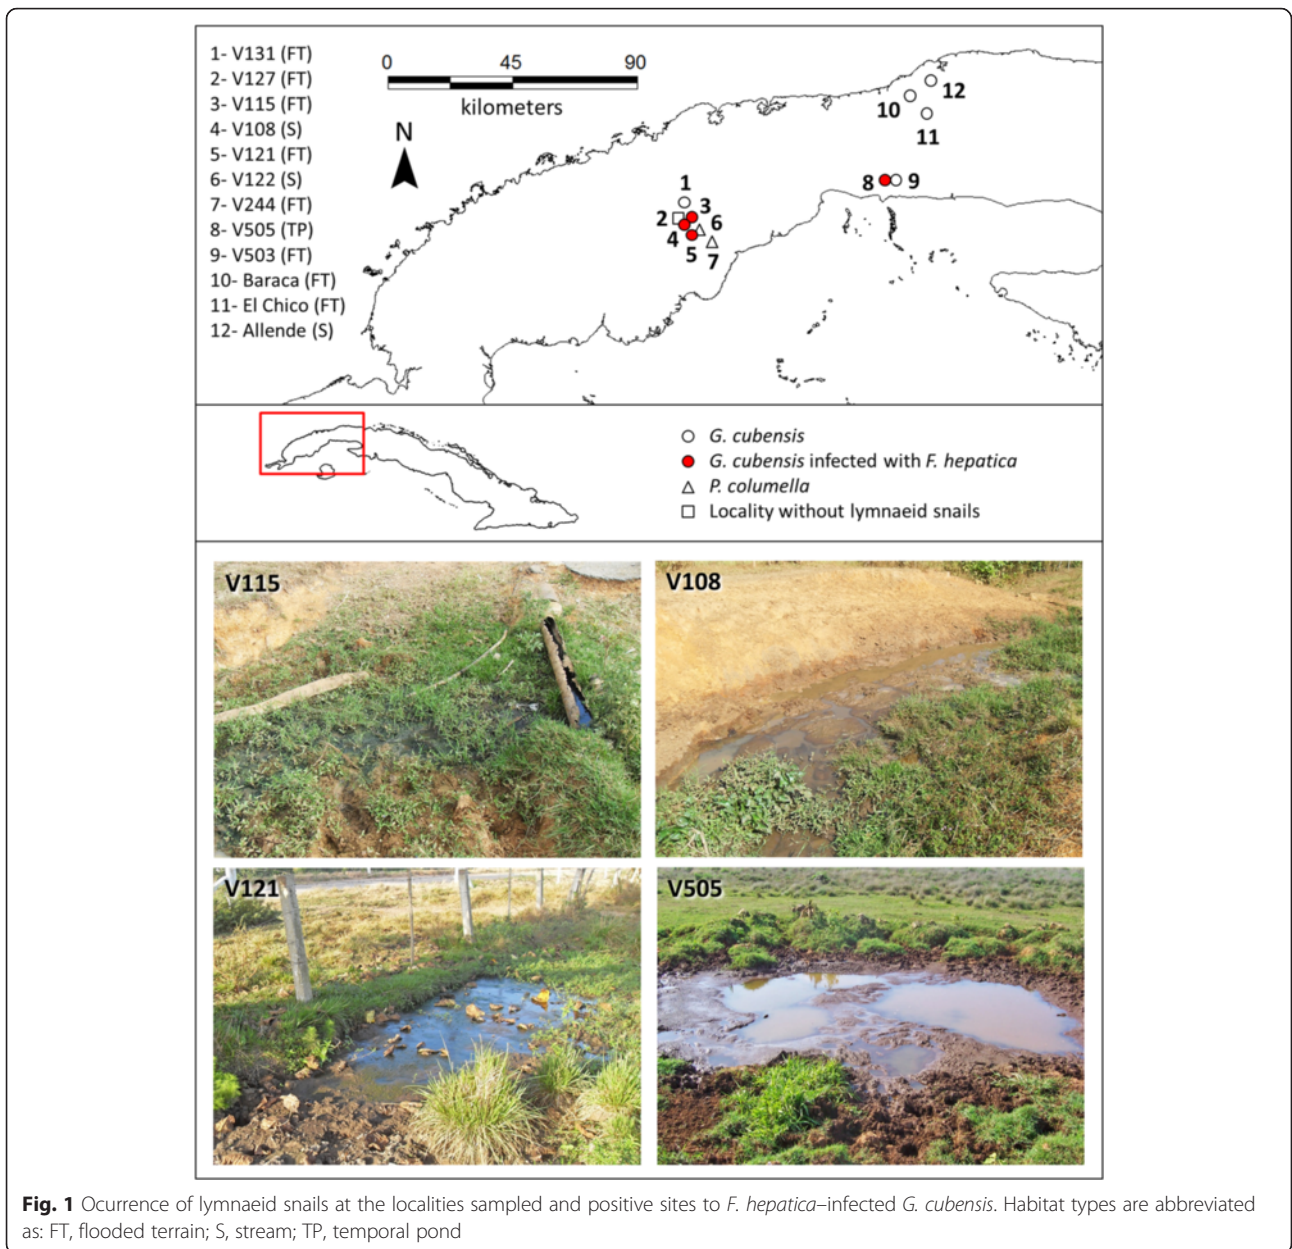 1- V131 (FT)
2- V127 (FT)
3- V115 (FT)
4- V108 (S)
5- V121 (FT)
6- V122 (S)
7- V244 (FT)
8- V505 (TP)
9- V503 (FT)
10- Baraca (FT)
11- El Chico (FT)
12- Allende (S)
0 45 90
kilometers
N
12
10
11
8 9
1
3
2
6
4
5
7
G. cubensis
G. cubensis infected with F. hepatica
P. columella
Locality without lymnaeid snails
V115
V108
V121
V505
Fig. 1 Ocurrence of lymnaeid snails at the localities sampled and positive sites to F. hepatica–infected G. cubensis. Habitat types are abbreviated
as: FT, flooded terrain; S, stream; TP, temporal pond